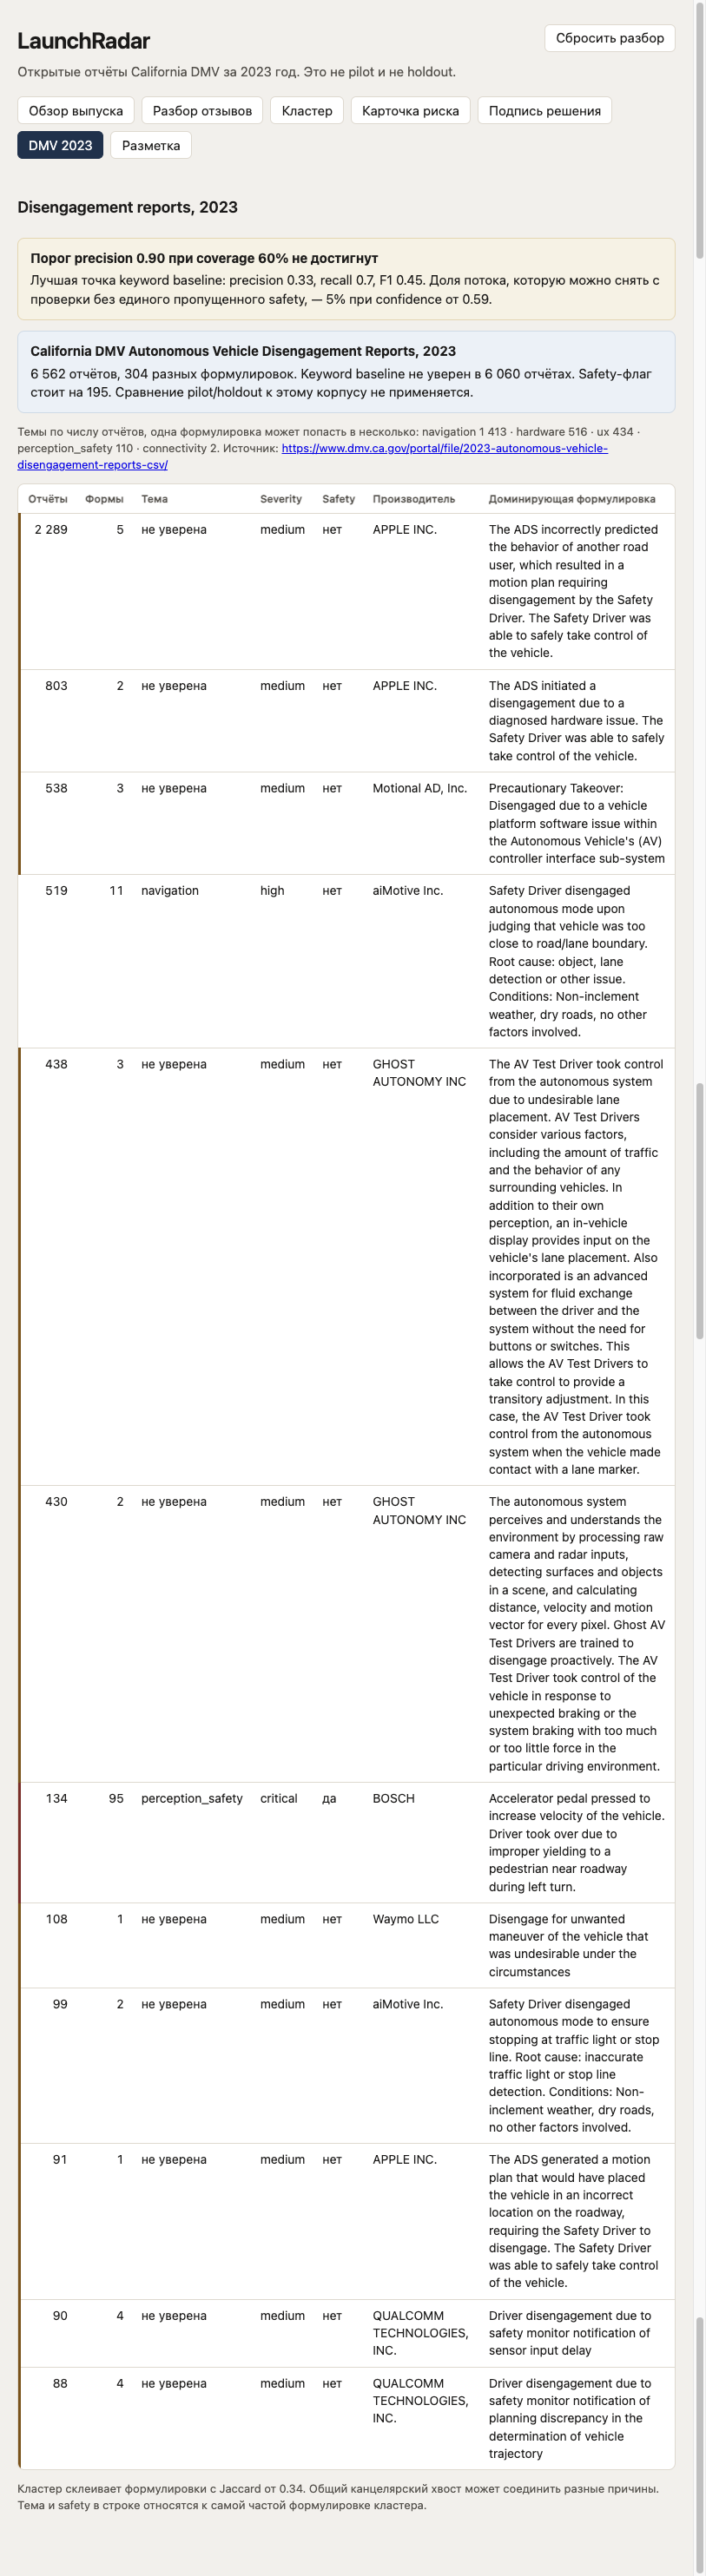 LaunchRadar
Сбросить разбор
Открытые отчёты California DMV за 2023 год. Это не pilot и не holdout.
Обзор выпуска
Разбор отзывов
Кластер
Карточка риска
Подпись решения
DMV 2023
Разметка
Disengagement reports, 2023
Порог precision 0.90 при coverage 60% не достигнут
Лучшая точка keyword baseline: precision 0.33, recall 0.7, F1 0.45. Доля потока, которую можно снять с
проверки без единого пропущенного safety, — 5% при confidence от 0.59.
California DMV Autonomous Vehicle Disengagement Reports, 2023
6 562 отчётов, 304 разных формулировок. Keyword baseline не уверен в 6 060 отчётах. Safety-флаг
стоит на 195. Сравнение pilot/holdout к этому корпусу не применяется.
Темы по числу отчётов, одна формулировка может попасть в несколько: navigation 1 413 · hardware 516 · ux 434 ·
perception_safety 110 · connectivity 2. Источник: https://www.dmv.ca.gov/portal/file/2023-autonomous-vehicle-
disengagement-reports-csv/
Отчёты Формы Тема Severity Safety Производитель Доминирующая формулировка
2 289 5 не уверена medium нет APPLE INC. The ADS incorrectly predicted
the behavior of another road
user, which resulted in a
motion plan requiring
disengagement by the Safety
Driver. The Safety Driver was
able to safely take control of
the vehicle.
803 2 не уверена medium нет APPLE INC. The ADS initiated a
disengagement due to a
diagnosed hardware issue. The
Safety Driver was able to safely
take control of the vehicle.
538 3 не уверена medium нет Motional AD, Inc. Precautionary Takeover:
Disengaged due to a vehicle
platform software issue within
the Autonomous Vehicle's (AV)
controller interface sub-system
519 11 navigation high нет aiMotive Inc. Safety Driver disengaged
autonomous mode upon
judging that vehicle was too
close to road/lane boundary.
Root cause: object, lane
detection or other issue.
Conditions: Non-inclement
weather, dry roads, no other
factors involved.
438 3 не уверена medium нет GHOST The AV Test Driver took control
AUTONOMY INC from the autonomous system
due to undesirable lane
placement. AV Test Drivers
consider various factors,
including the amount of traffic
and the behavior of any
surrounding vehicles. In
addition to their own
perception, an in-vehicle
display provides input on the
vehicle's lane placement. Also
incorporated is an advanced
system for fluid exchange
between the driver and the
system without the need for
buttons or switches. This
allows the AV Test Drivers to
take control to provide a
transitory adjustment. In this
case, the AV Test Driver took
control from the autonomous
system when the vehicle made
contact with a lane marker.
430 2 не уверена medium нет GHOST The autonomous system
AUTONOMY INC perceives and understands the
environment by processing raw
camera and radar inputs,
detecting surfaces and objects
in a scene, and calculating
distance, velocity and motion
vector for every pixel. Ghost AV
Test Drivers are trained to
disengage proactively. The AV
Test Driver took control of the
vehicle in response to
unexpected braking or the
system braking with too much
or too little force in the
particular driving environment.
134 95 perception_safety critical да BOSCH Accelerator pedal pressed to
increase velocity of the vehicle.
Driver took over due to
improper yielding to a
pedestrian near roadway
during left turn.
108 1 не уверена medium нет Waymo LLC Disengage for unwanted
maneuver of the vehicle that
was undesirable under the
circumstances
99 2 не уверена medium нет aiMotive Inc. Safety Driver disengaged
autonomous mode to ensure
stopping at traffic light or stop
line. Root cause: inaccurate
traffic light or stop line
detection. Conditions: Non-
inclement weather, dry roads,
no other factors involved.
91 1 не уверена medium нет APPLE INC. The ADS generated a motion
plan that would have placed
the vehicle in an incorrect
location on the roadway,
requiring the Safety Driver to
disengage. The Safety Driver
was able to safely take control
of the vehicle.
90 4 не уверена medium нет QUALCOMM Driver disengagement due to
TECHNOLOGIES, safety monitor notification of
INC. sensor input delay
88 4 не уверена medium нет QUALCOMM Driver disengagement due to
TECHNOLOGIES, safety monitor notification of
INC. planning discrepancy in the
determination of vehicle
trajectory
Кластер склеивает формулировки с Jaccard от 0.34. Общий канцелярский хвост может соединить разные причины.
Тема и safety в строке относятся к самой частой формулировке кластера.